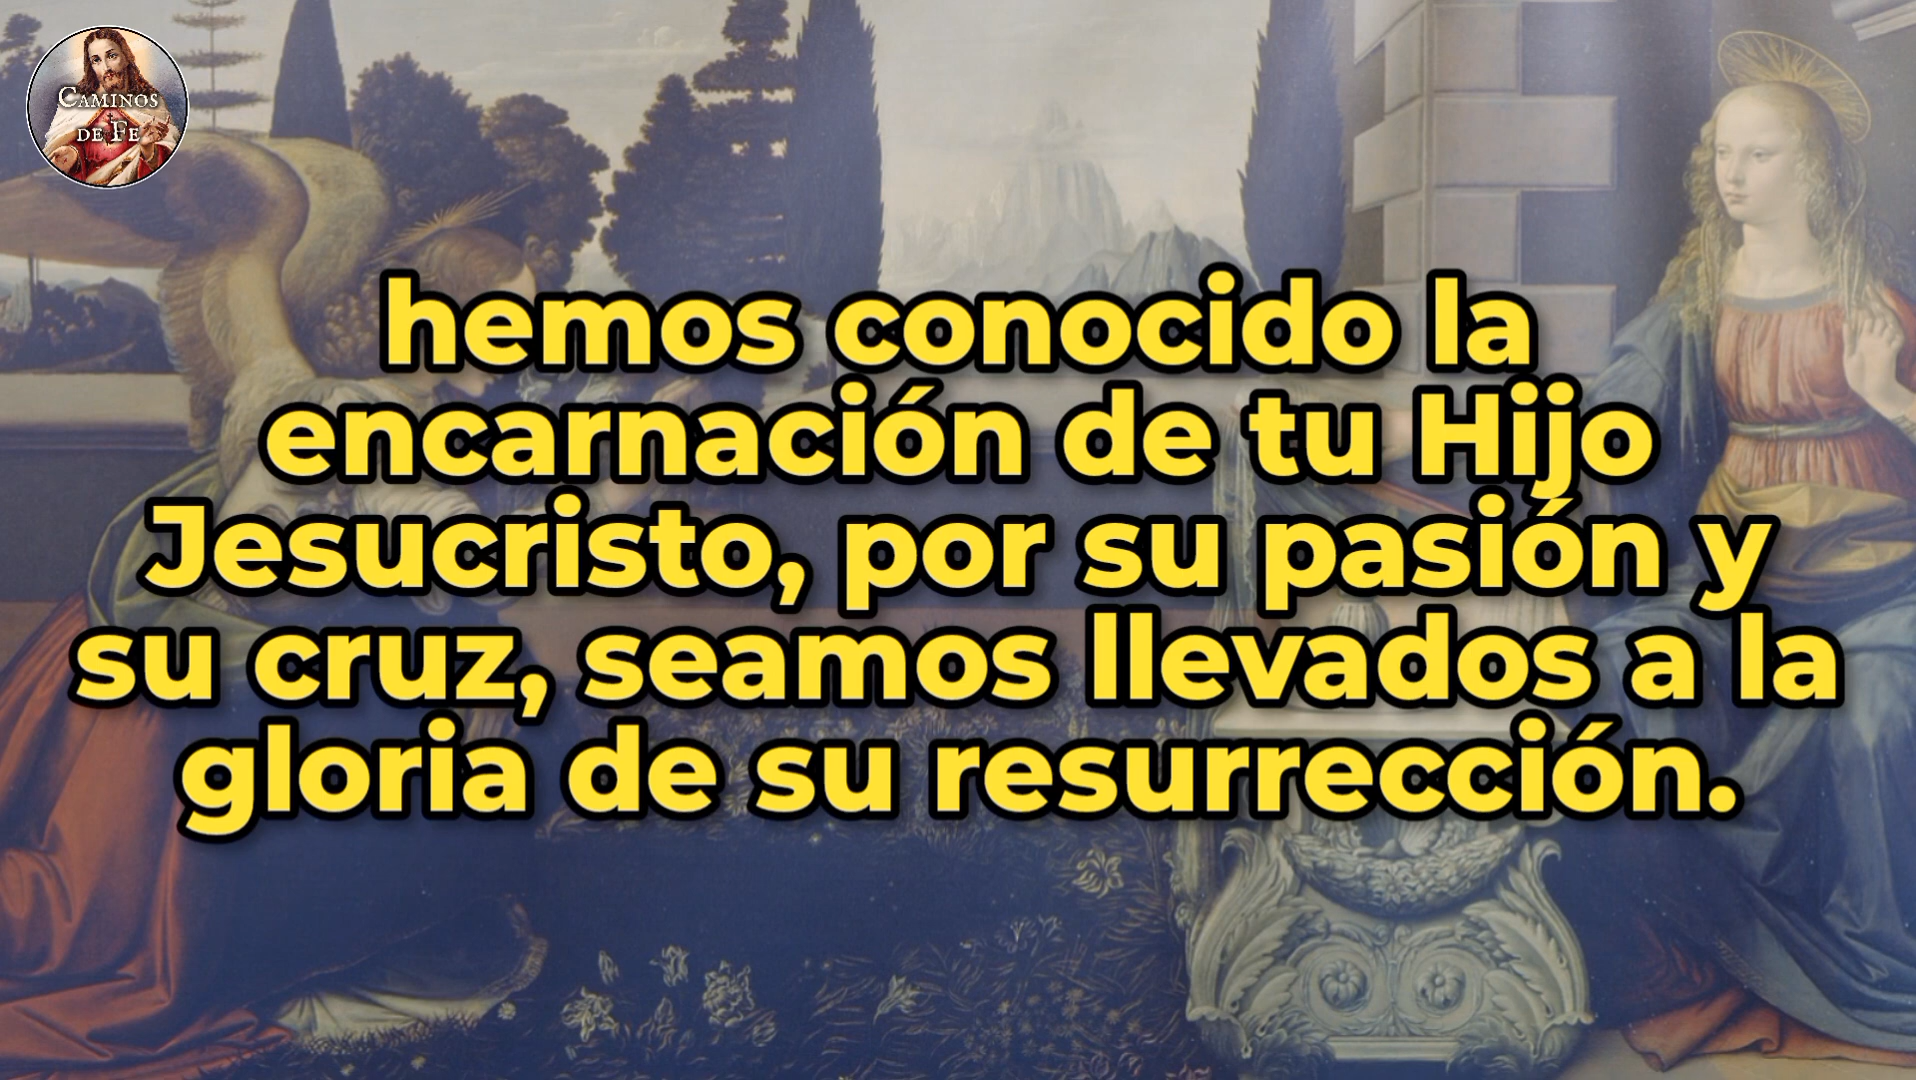 CAMINOS
DE FE
hemos conocido la
encarnación de tu Hijo
Jesucristo, por su pasión y
su cruz, seamos llevados a la
gloria de su resurrección.